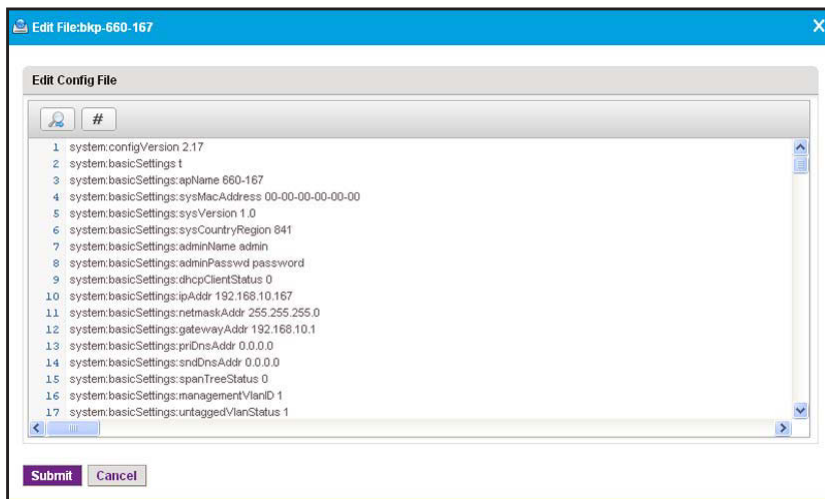 Edit File:bkp-660-167 X
Edit Config File
#
1 system:configVersion 2.17
2 system:basicSettings t
3 system:basicSettings:apName 660-167
4 system:basicSettings:sysMacAddress 00-00-00-00-00-00
5 system:basicSettings:sysVersion 1.0
6 system:basicSettings:sysCountryRegion 841
7 system:basicSettings:adminName admin
8 system:basicSettings:adminPasswd password
9 system:basicSettings:dhcpClientStatus 0
10 system:basicSettings:ipAddr 192.168.10.167
11 system:basicSettings:netmaskAddr 255.255.255.0
12 system:basicSettings:gatewayAddr 192.168.10.1
13 system:basicSettings:priDnsAddr 0.0.0.0
14 system:basicSettings:sndDnsAddr 0.0.0.0
15 system:basicSettings:spanTreeStatus 0
16 system:basicSettings:managementVlanID 1
17 system:basicSettings:untaggedVlanStatus 1
Submit Cancel